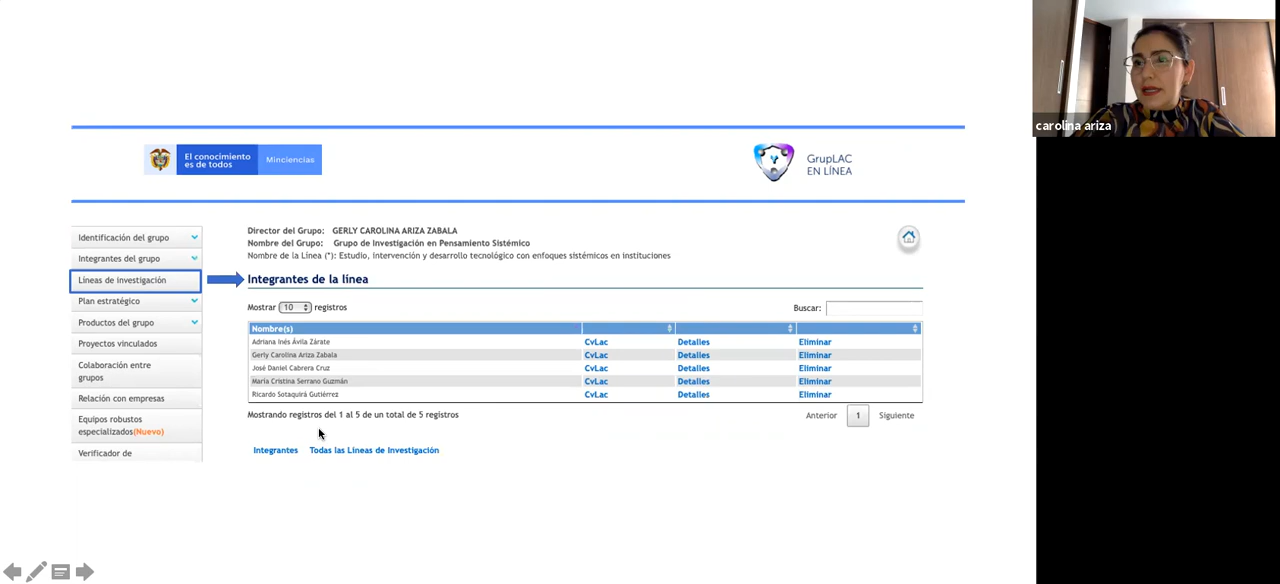 carolina ariza
El conocimiento
es de todos
Minciencias
GrupLAC
EN LÍNEA
Identificación del grupo
Integrantes del grupo
Líneas de investigación
Plan estratégico
Productos del grupo
Proyectos vinculados
Colaboración entre
grupos
Relación con empresas
Equipos robustos
especializados(Nuevo)
Verificador de
Director del Grupo: GERLY CAROLINA ARIZA ZABALA
Nombre del Grupo: Grupo de Investigación en Pensamiento Sistémico
Nombre de la Línea (*): Estudio, intervención y desarrollo tecnológico con enfoques sistémicos en instituciones
Integrantes de la línea
Mostrar 10 registros
Buscar:
Nombre(s)
Adriana Inés Ávila Zárate CvLac Detalles Eliminar
Gerly Carolina Ariza Zabala CvLac Detalles Eliminar
José Daniel Cabrera Cruz CvLac Detalles Eliminar
María Cristina Serrano Guzmán CvLac Detalles Eliminar
Ricardo Sotaquirá Gutiérrez CvLac Detalles Eliminar
Mostrando registros del 1 al 5 de un total de 5 registros
Anterior 1 Siguiente
Integrantes Todas las Líneas de Investigación